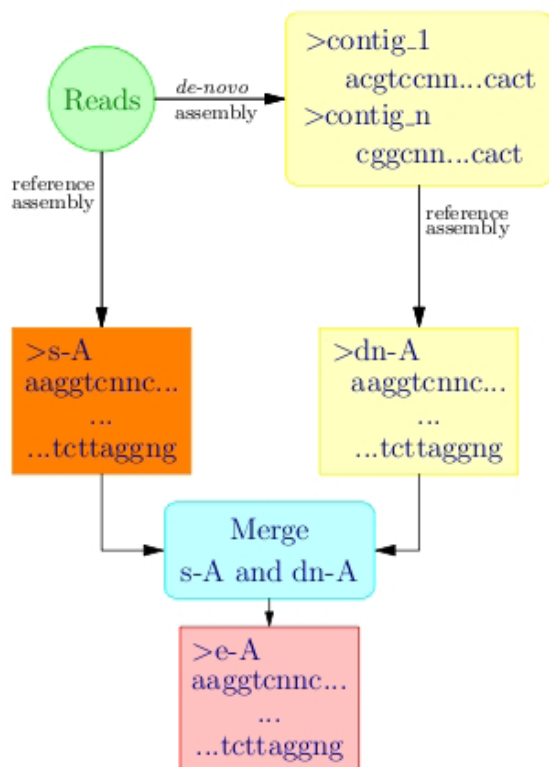 Reads
de-novo
assembly
>contig_1
acgtccnn...cact
>contig_n
cggcnn...cact
reference
assembly
reference
assembly
>s-A
aaggtcnnc...
...
...tcttaggng
>dn-A
aaggtcnnc...
...
...tcttaggng
Merge
s-A and dn-A
>e-A
aaggtcnnc...
...
...tcttaggng